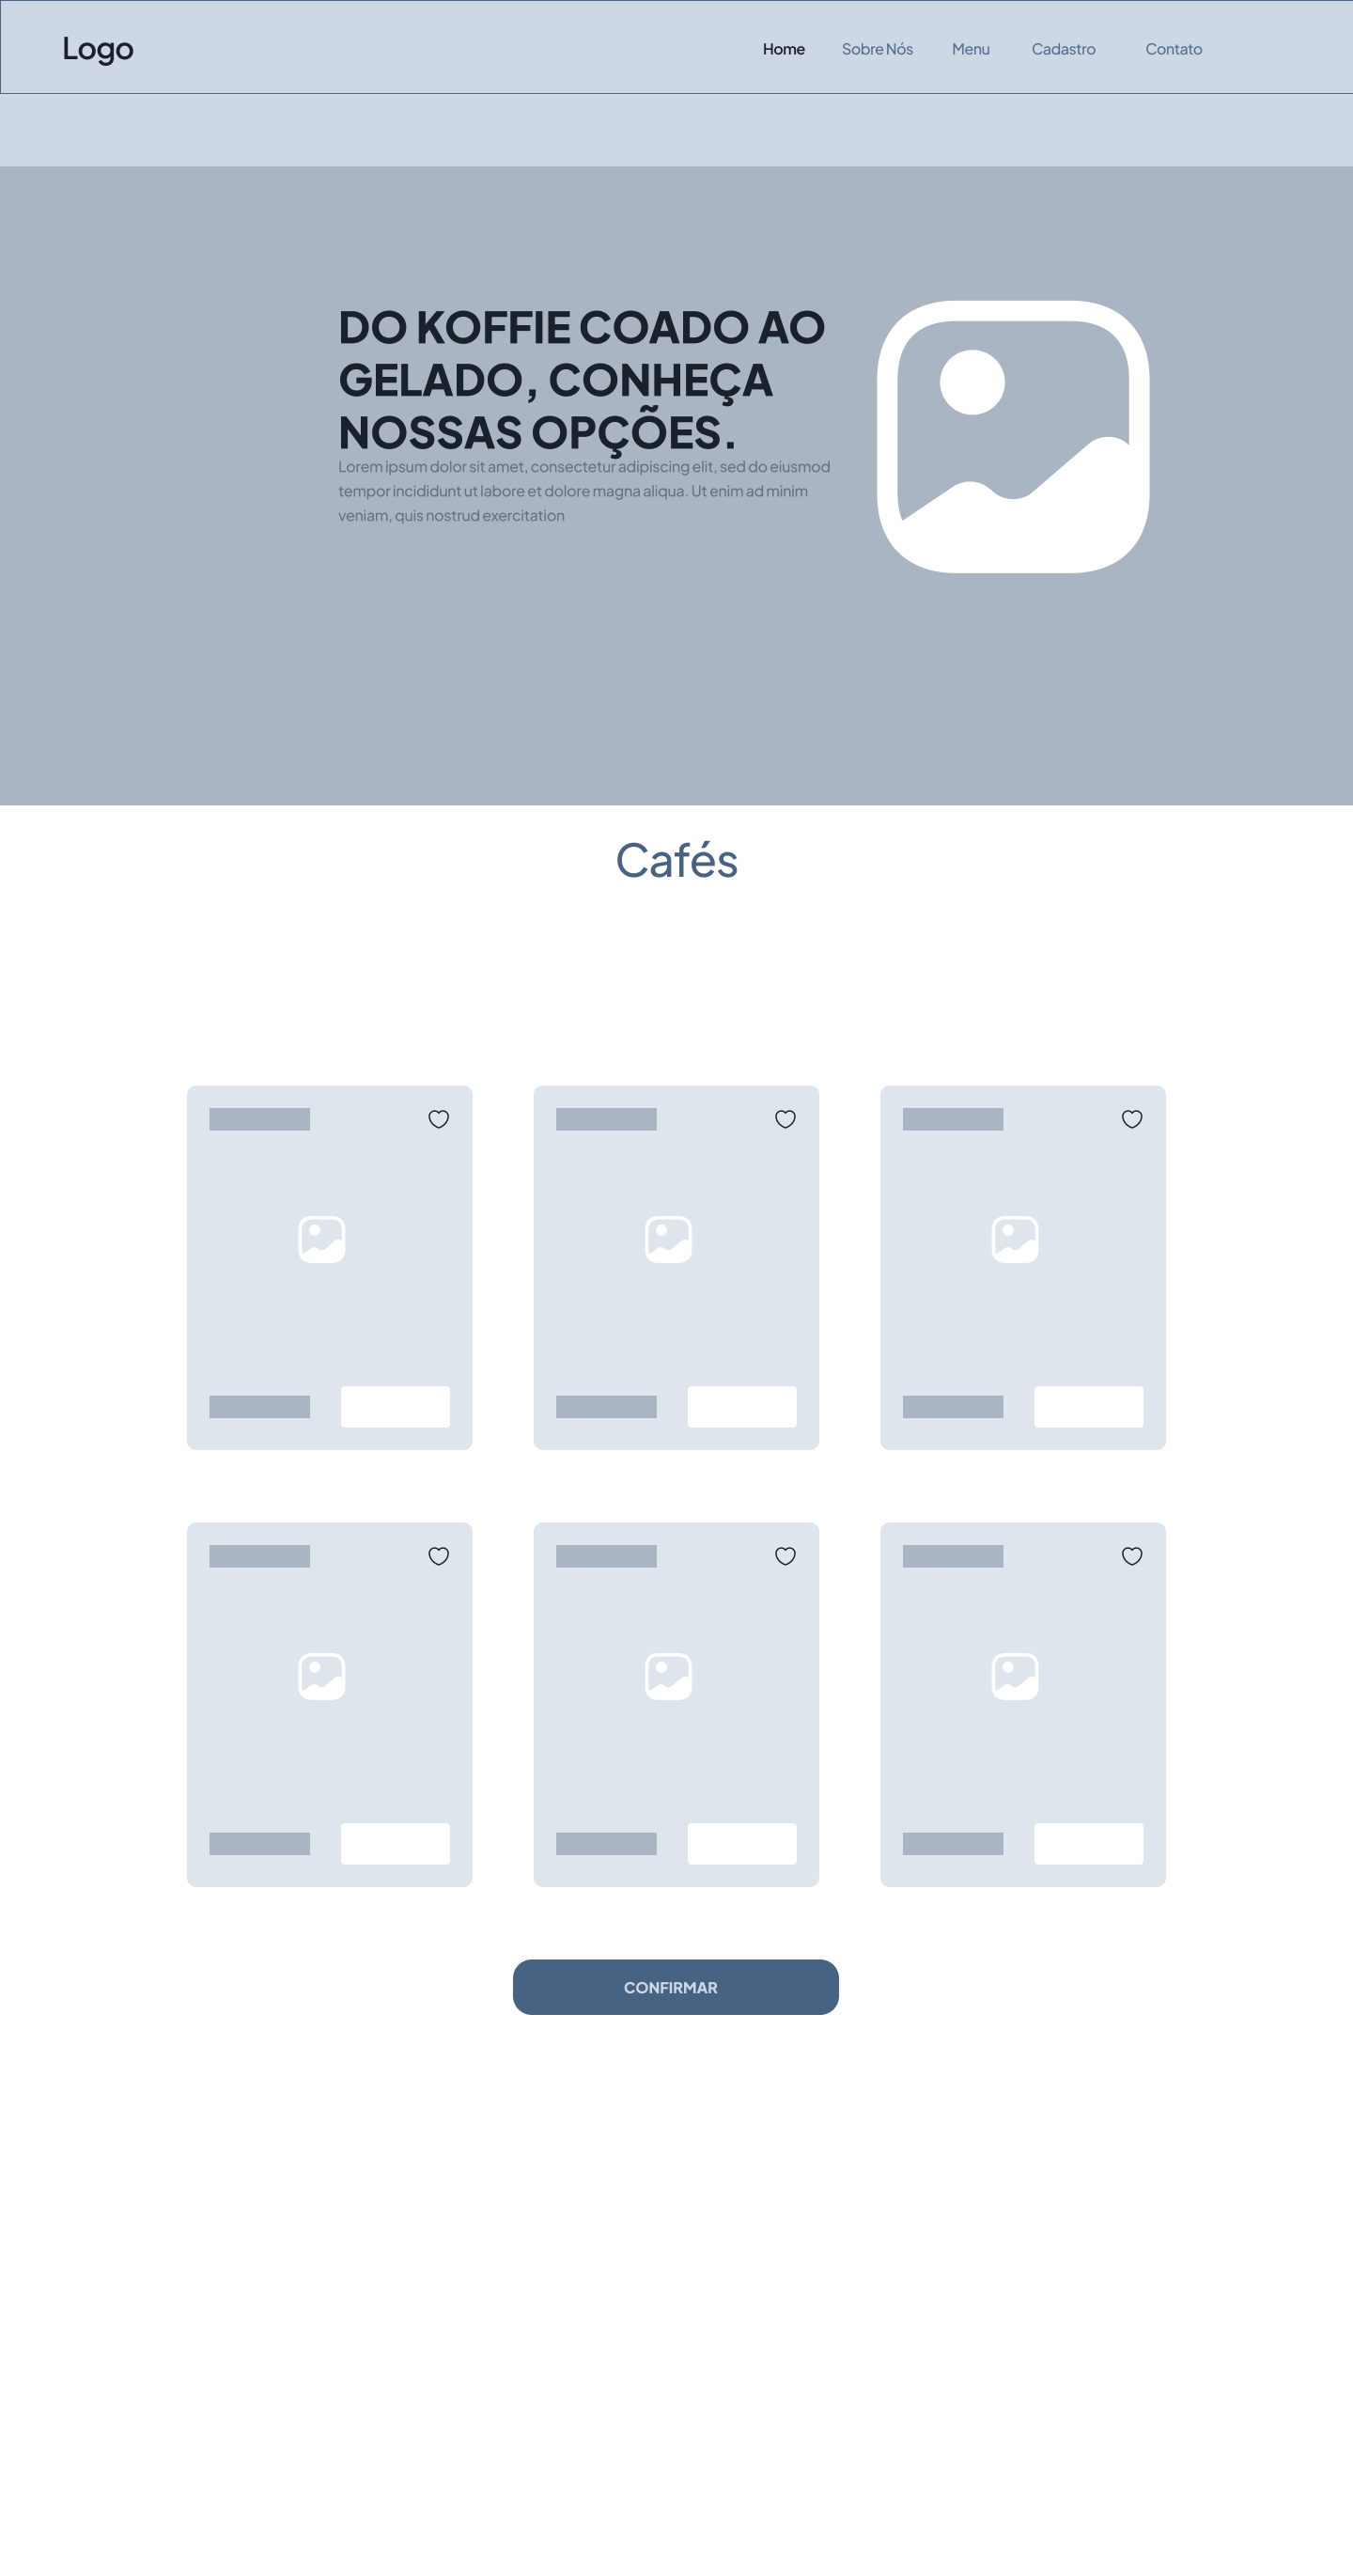 Logo
Home Sobre Nós Menu Cadastro Contato
DO KOFFIE COADO AO
GELADO, CONHEÇA
NOSSAS OPÇÕES.
Lorem ipsum dolor sit amet, consectetur adipiscing elit, sed do eiusmod
tempor incididunt ut labore et dolore magna aliqua. Ut enim ad minim
veniam, quis nostrud exercitation
Cafés
CONFIRMAR